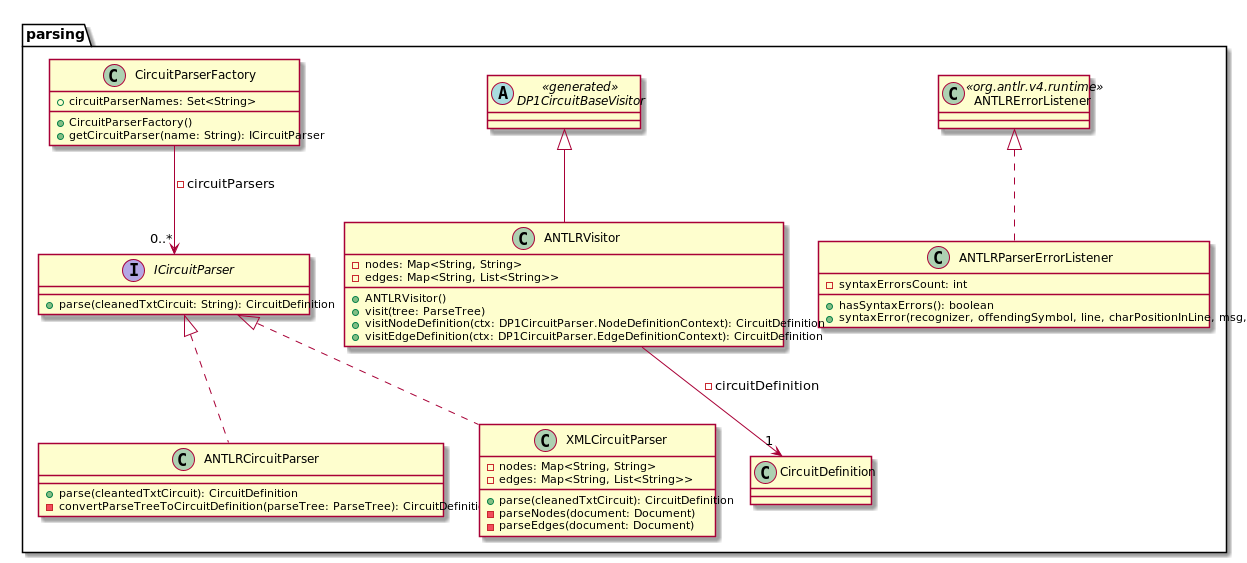 parsing
C CircuitParserFactory
circuitParserNames: Set<String>
CircuitParserFactory()
getCircuitParser(name: String): ICircuitParser
circuitParsers
0..*
I ICircuitParser
parse(cleanedTxtCircuit: String): CircuitDefinition
A «generated»
DP1CircuitBaseVisitor
C ANTLRVisitor
nodes: Map<String, String>
edges: Map<String, List<String>>
ANTLRVisitor()
visit(tree: ParseTree)
visitNodeDefinition(ctx: DP1CircuitParser.NodeDefinitionContext): CircuitDefinition
visitEdgeDefinition(ctx: DP1CircuitParser.EdgeDefinitionContext): CircuitDefinition
C «org.antlr.v4.runtime»
ANTLRErrorListener
C ANTLRParserErrorListener
syntaxErrorsCount: int
hasSyntaxErrors(): boolean
syntaxError(recognizer, offendingSymbol, line, charPositionInLine, msg,
circuitDefinition
1
C ANTLRCircuitParser
parse(cleantedTxtCircuit): CircuitDefinition
convertParseTreeToCircuitDefinition(parseTree: ParseTree): CircuitDefiniti
C XMLCircuitParser
nodes: Map<String, String>
edges: Map<String, List<String>>
parse(cleanedTxtCircuit): CircuitDefinition
parseNodes(document: Document)
parseEdges(document: Document)
C CircuitDefinition